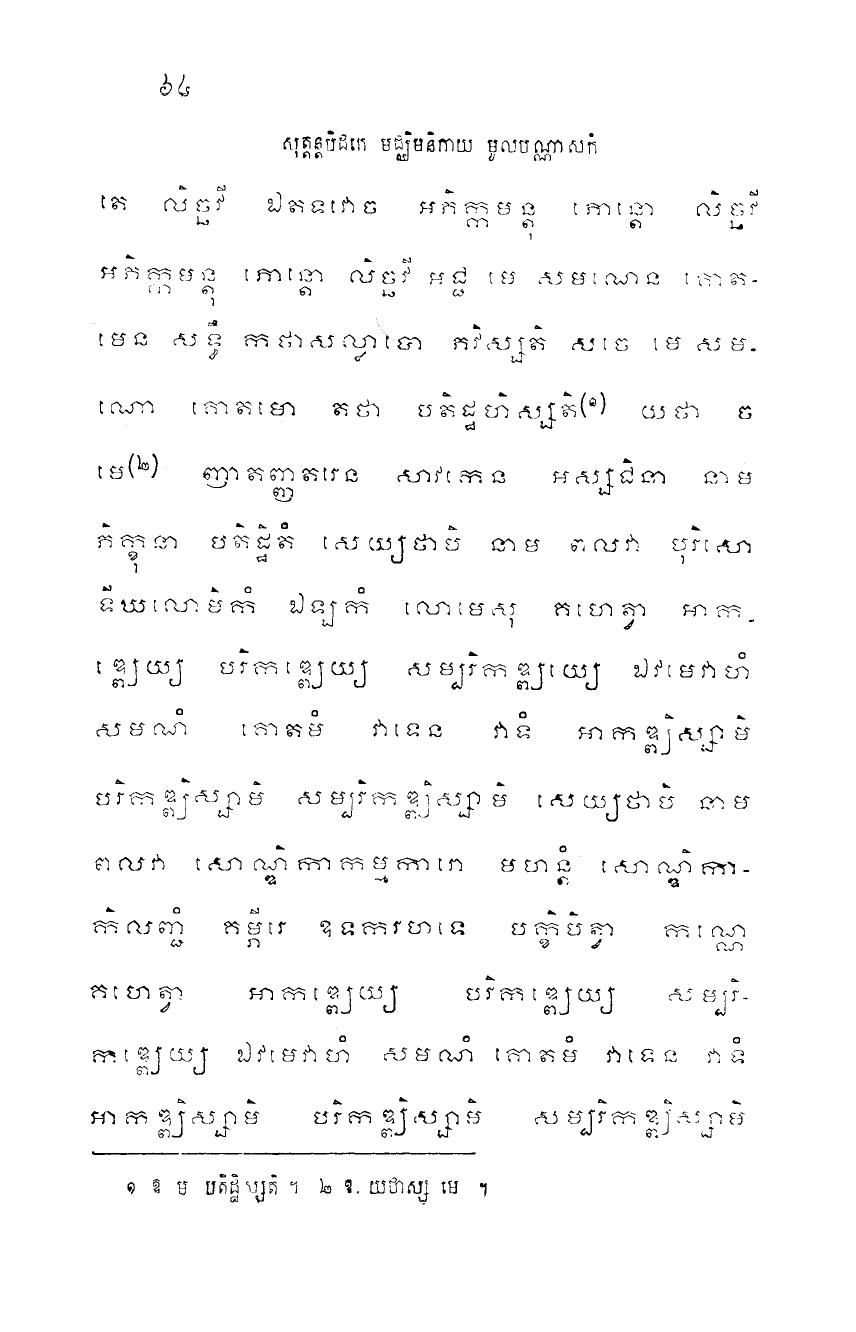 ៦៤
សុត្តន្តបិដកេ មជ្ឈិមនិកាយ មូលបណ្ណាសកំ
តេ លិច្ឆវី ឯតទវោច អភិក្កមន្តុ ភោន្តោ លិច្ឆវី
អភិក្កមន្តុ ភោន្តោ លិច្ឆវី អជ្ជ មេ សមណេន គោត-
មេន សទ្ធឹ កថាសល្លាបោ ភវិស្សតិ សចេ មេ សម-
ណោ គោតមោ តថា បតិដ្ឋហិស្សតិ(១) យថា ច
មេ(២) ញាតញ្ញតរេន សាវកេន អស្សជិនា នាម
ភិក្ខុនា បតិដ្ឋិតំ សេយ្យថាបិ នាម ពលវា បុរិសោ
ទីឃលោមិកំ ឯឡកំ លោមេសុ គហេត្វា អាក-
ឌ្ឍេយ្យ បរិកឌ្ឍេយ្យ សម្បរិកឌ្ឍេយ្យ ឯវមេវាហំ
សមណំ គោតមំ វាទេន វាទំ អាកឌ្ឍិស្សាមិ
បរិកឌ្ឍិស្សាមិ សម្បរិកឌ្ឍិស្សាមិ សេយ្យថាបិ នាម
ពលវា សោណ្ឌិកាកម្មការោ មហន្តំ សោណ្ឌិកា-
កិលញ្ជំ គម្ភីរេ ឧទករហទេ បក្ខិបិត្វា កណ្ណេ
គហេត្វា អាកឌ្ឍេយ្យ បរិកឌ្ឍេយ្យ សម្បរិ-
កឌ្ឍេយ្យ ឯវមេវាហំ សមណំ គោតមំ វាទេន វាទំ
អាកឌ្ឍិស្សាមិ បរិកឌ្ឍិស្សាមិ សម្បរិកឌ្ឍិស្សាមិ
១ ឱ ម បតិដ្ឋិស្សតិ ។ ២ ឱ. យថាស្ស មេ ។